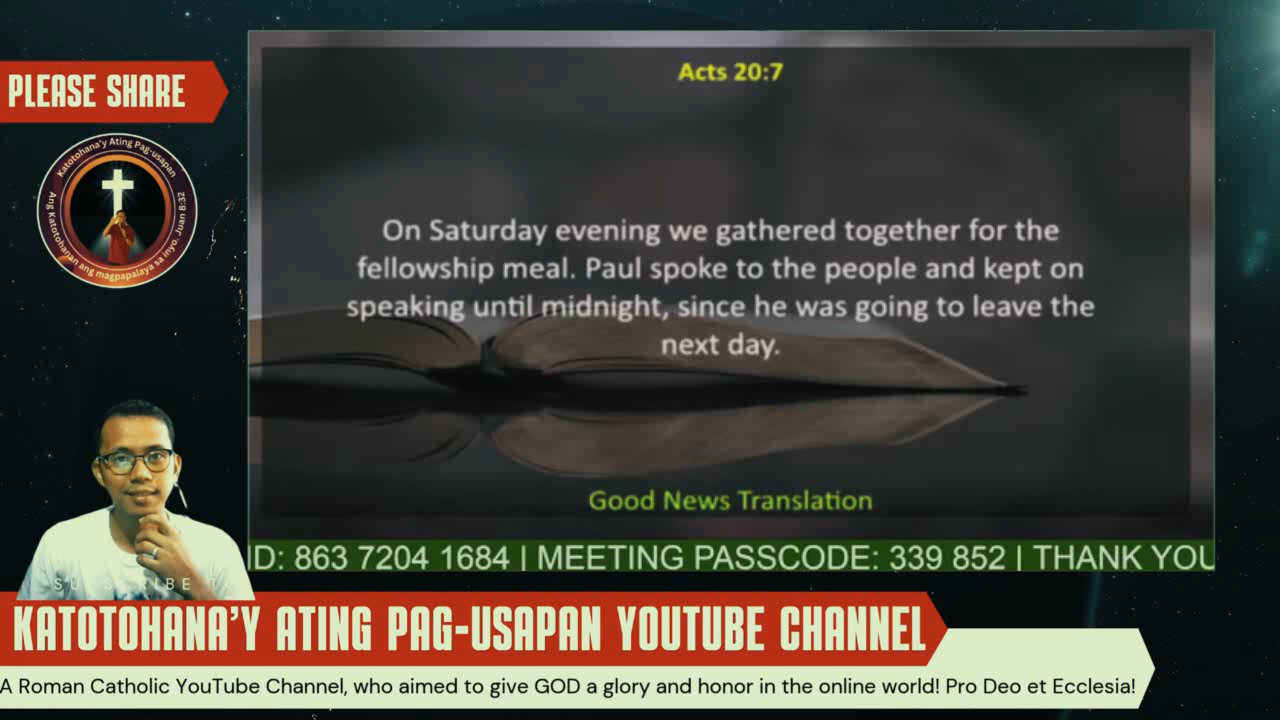 PLEASE SHARE
Katotohana'y Ating Pag-usapan
Ang Katotohanan ang magpapalaya sa inyo. Juan 8:32
Acts 20:7
On Saturday evening we gathered together for the
fellowship meal. Paul spoke to the people and kept on
speaking until midnight, since he was going to leave the
next day.
Good News Translation
ID: 863 7204 1684 | MEETING PASSCODE: 339 852 | THANK YOU
KATOTOHANA'Y ATING PAG-USAPAN YOUTUBE CHANNEL
A Roman Catholic YouTube Channel, who aimed to give GOD a glory and honor in the online world! Pro Deo et Ecclesia!